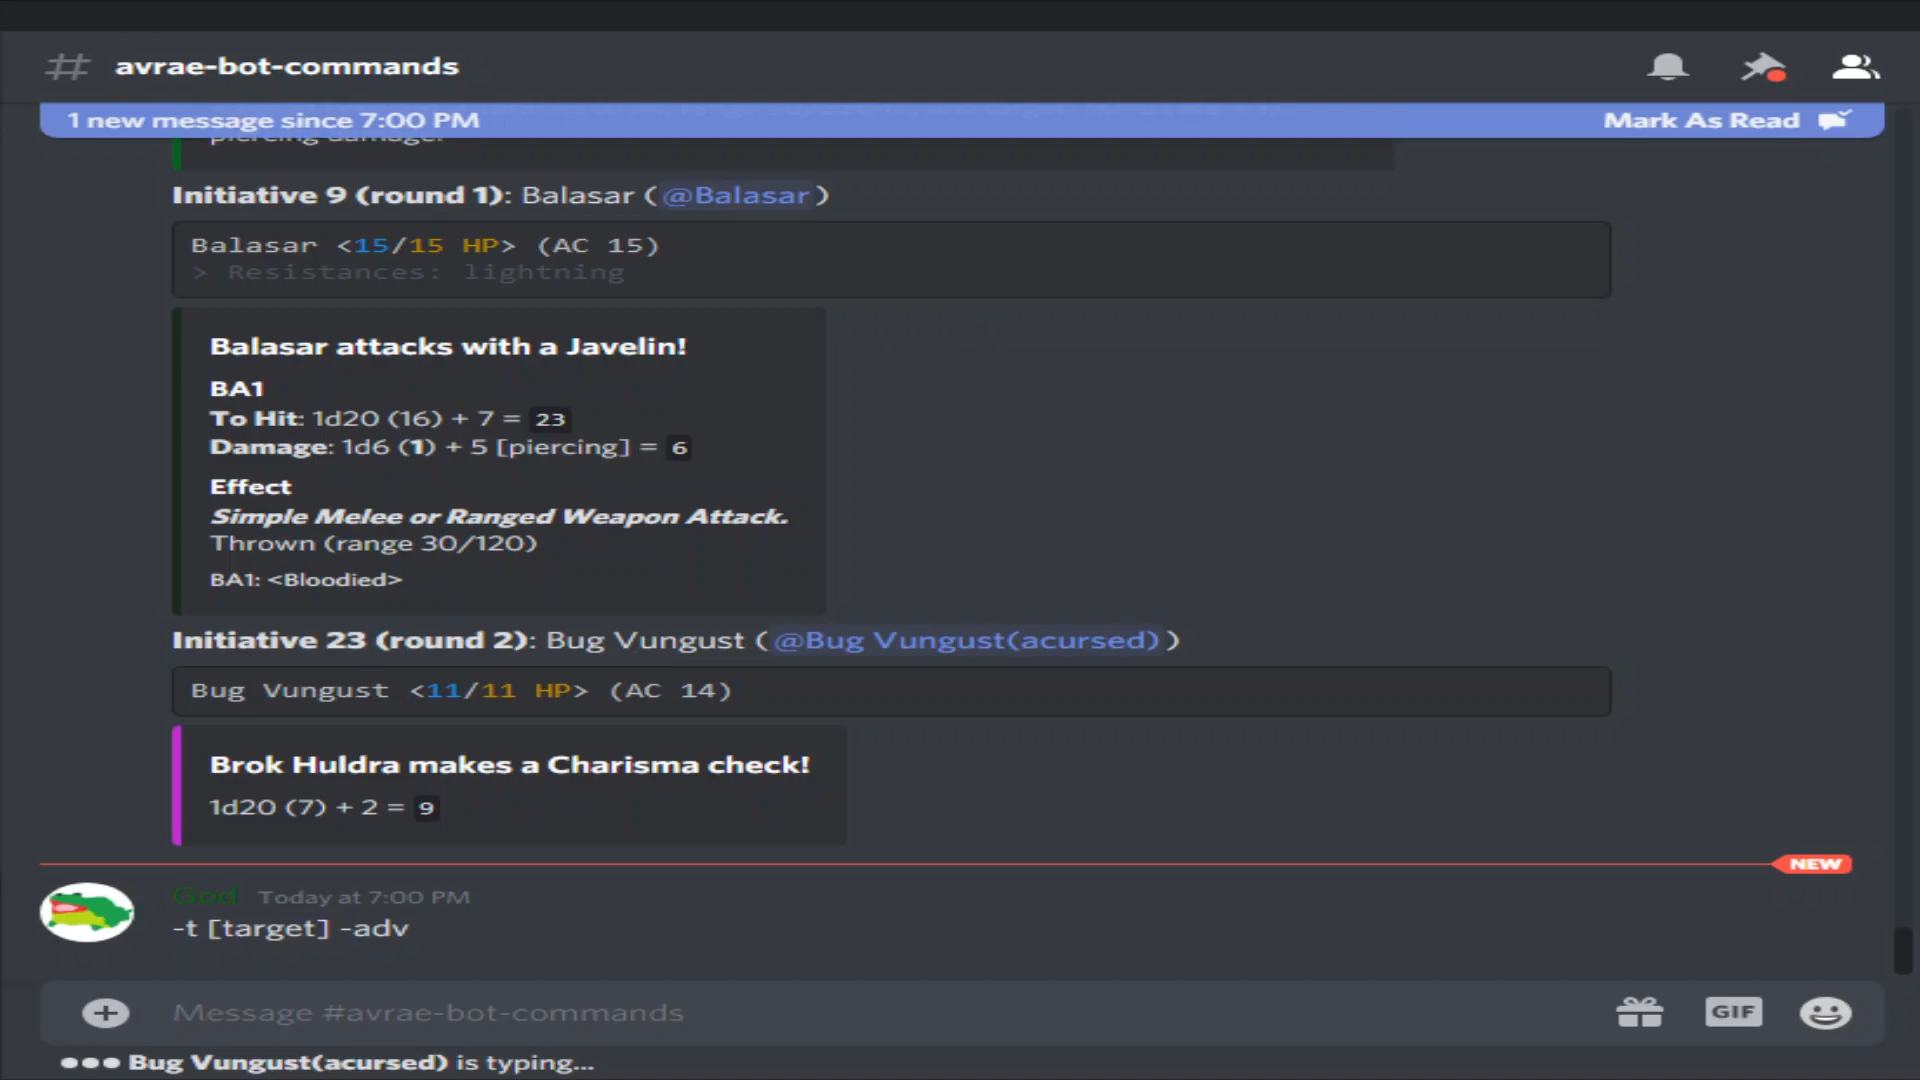 avrae-bot-commands
1 new message since 7:00 PM
Mark As Read
piercing damage.
Initiative 9 (round 1): Balasar (@Balasar)
Balasar <15/15 HP> (AC 15)
> Resistances: lightning
Balasar attacks with a Javelin!
BA1
To Hit: 1d20 (16) + 7 = 23
Damage: 1d6 (1) + 5 [piercing] = 6
Effect
Simple Melee or Ranged Weapon Attack.
Thrown (range 30/120)
BA1: <Bloodied>
Initiative 23 (round 2): Bug Vungust (@Bug Vungust(acursed))
Bug Vungust <11/11 HP> (AC 14)
Brok Huldra makes a Charisma check!
1d20 (7) + 2 = 9
NEW
God Today at 7:00 PM
-t [target] -adv
Message #avrae-bot-commands
GIF
Bug Vungust(acursed) is typing...